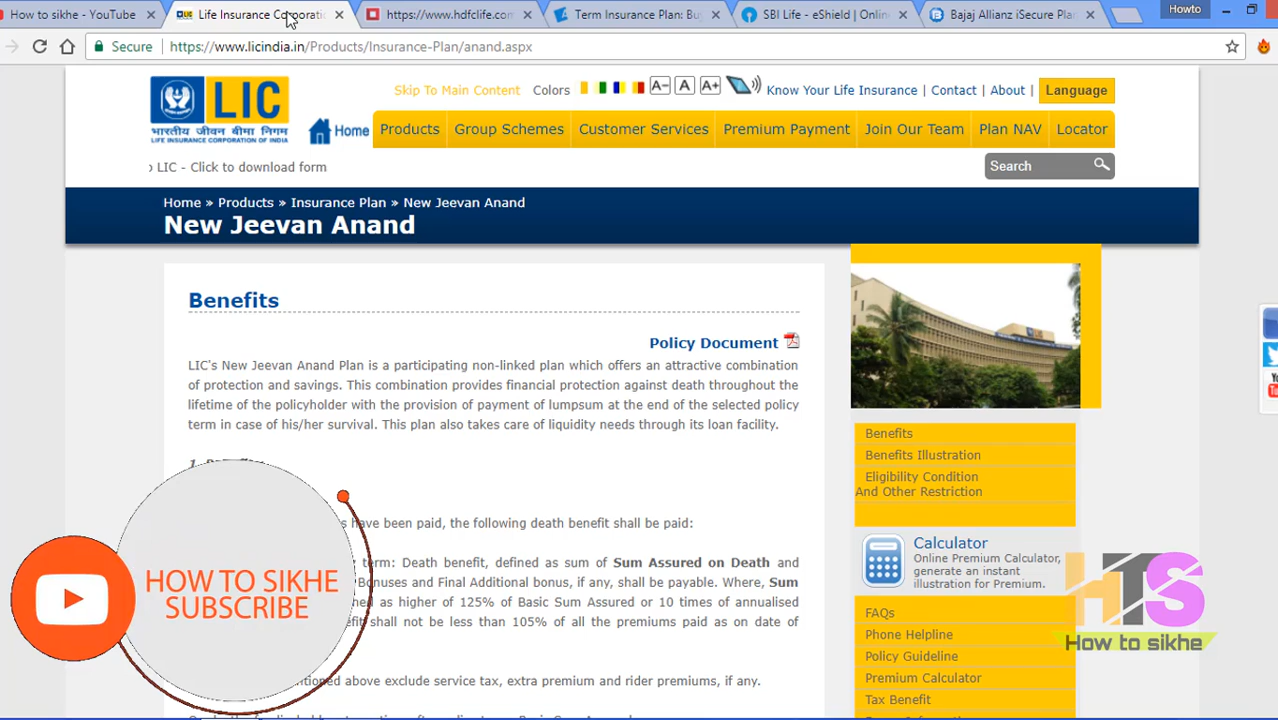 How to sikhe - YouTube
Life Insurance Corporati
https://www.hdfclife.com
Term Insurance Plan: Bu
SBI Life - eShield | Onlin
Bajaj Allianz iSecure Plan
Howto
Secure
https://www.licindia.in/Products/Insurance-Plan/anand.aspx
LIC
भारतीय जीवन बीमा निगम
LIFE INSURANCE CORPORATION OF INDIA
Skip To Main Content
Colors
A- A A+
Know Your Life Insurance | Contact | About |
Language
Home
Products
Group Schemes
Customer Services
Premium Payment
Join Our Team
Plan NAV
Locator
LIC - Click to download form
Search
Home » Products » Insurance Plan » New Jeevan Anand
New Jeevan Anand
Benefits
Policy Document
LIC's New Jeevan Anand Plan is a participating non-linked plan which offers an attractive combination
of protection and savings. This combination provides financial protection against death throughout the
lifetime of the policyholder with the provision of payment of lumpsum at the end of the selected policy
term in case of his/her survival. This plan also takes care of liquidity needs through its loan facility.
have been paid, the following death benefit shall be paid:
term: Death benefit, defined as sum of Sum Assured on Death and
Bonuses and Final Additional bonus, if any, shall be payable. Where, Sum
as higher of 125% of Basic Sum Assured or 10 times of annualised
shall not be less than 105% of all the premiums paid as on date of
above exclude service tax, extra premium and rider premiums, if any.
Benefits
Benefits Illustration
Eligibility Condition
And Other Restriction
Calculator
Online Premium Calculator,
generate an instant
illustration for Premium.
FAQs
Phone Helpline
Policy Guideline
Premium Calculator
Tax Benefit
HOW TO SIKHE
SUBSCRIBE
HTS
How to sikhe